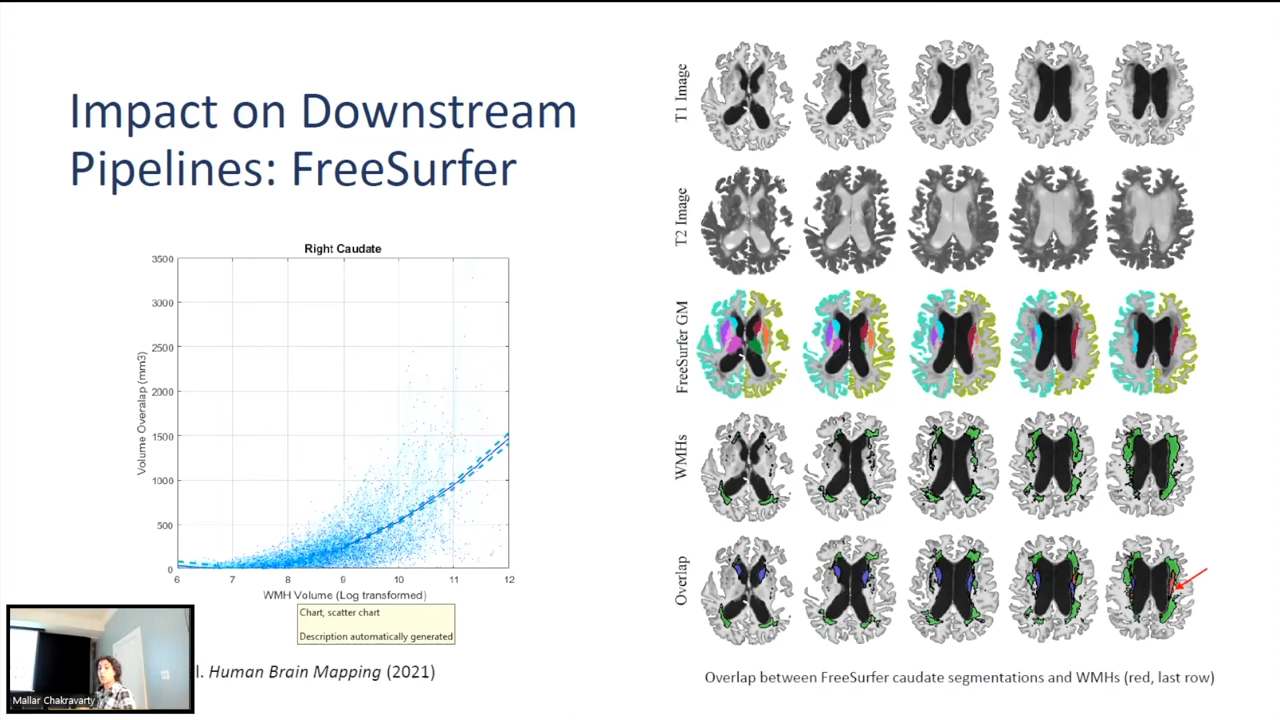 Impact on Downstream
Pipelines: FreeSurfer
Right Caudate
3500
3000
2500
2000
1500
1000
500
0
Volume Overalap (mm3)
6 7 8 9 10 11 12
WMH Volume (Log transformed)
Chart, scatter chart
Description automatically generated
l. Human Brain Mapping (2021)
Mallar Chakravarty
T1 Image
T2 Image
FreeSurfer GM
WMHs
Overlap
Overlap between FreeSurfer caudate segmentations and WMHs (red, last row)